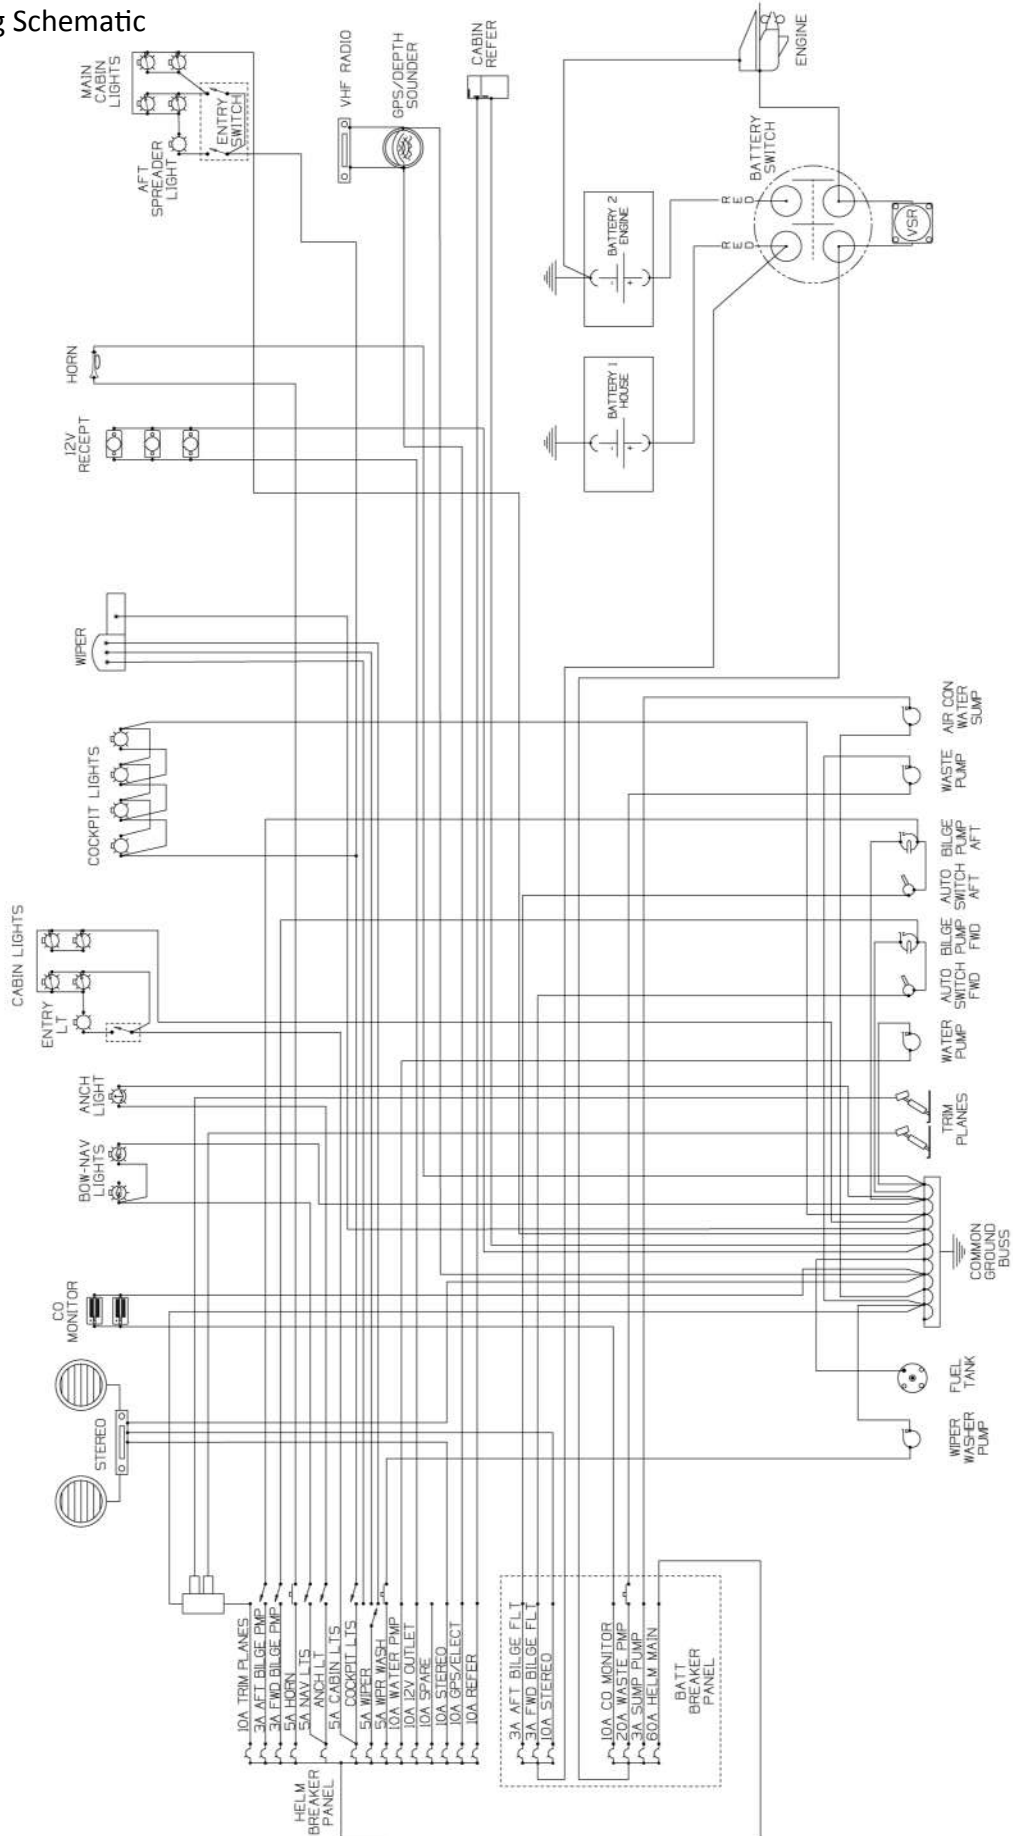 g Schematic
MAIN
CABIN
LIGHTS
AFT
SPREADER
LIGHT
ENTRY
SWITCH
VHF RADIO
GPS/DEPTH
SOUNDER
CABIN
REFER
ENGINE
BATTERY
SWITCH
BATTERY 2
ENGINE
- +
RED
RED
VSR
BATTERY 1
HOUSE
- +
HORN
12V
RECEPT
WIPER
COCKPIT LIGHTS
CABIN LIGHTS
ENTRY
LT
ANCH
LIGHT
BOW-NAV
LIGHTS
CO
MONITOR
STEREO
AIR CON
WATER
SUMP
WASTE
PUMP
BILGE
PUMP
AFT
AUTO
SWITCH
AFT
BILGE
PUMP
FWD
AUTO
SWITCH
FWD
WATER
PUMP
TRIM
PLANES
COMMON
GROUND
BUSS
FUEL
TANK
WIPER
WASHER
PUMP
10A TRIM PLANES
3A AFT BILGE PMP
3A FWD BILGE PMP
5A HORN
5A NAV LTS
ANCH LT
5A CABIN LTS
COCKPIT LTS
5A WIPER
5A WPR WASH
10A WATER PMP
10A 12V OUTLET
10A SPARE
10A STEREO
10A GPS/ELECT
10A REFER
HELM
BREAKER
PANEL
3A AFT BILGE FLT
3A FWD BILGE FLT
10A STEREO
10A CO MONITOR
20A WASTE PMP
3A SUMP PUMP
60A HELM MAIN
BATT
BREAKER
PANEL